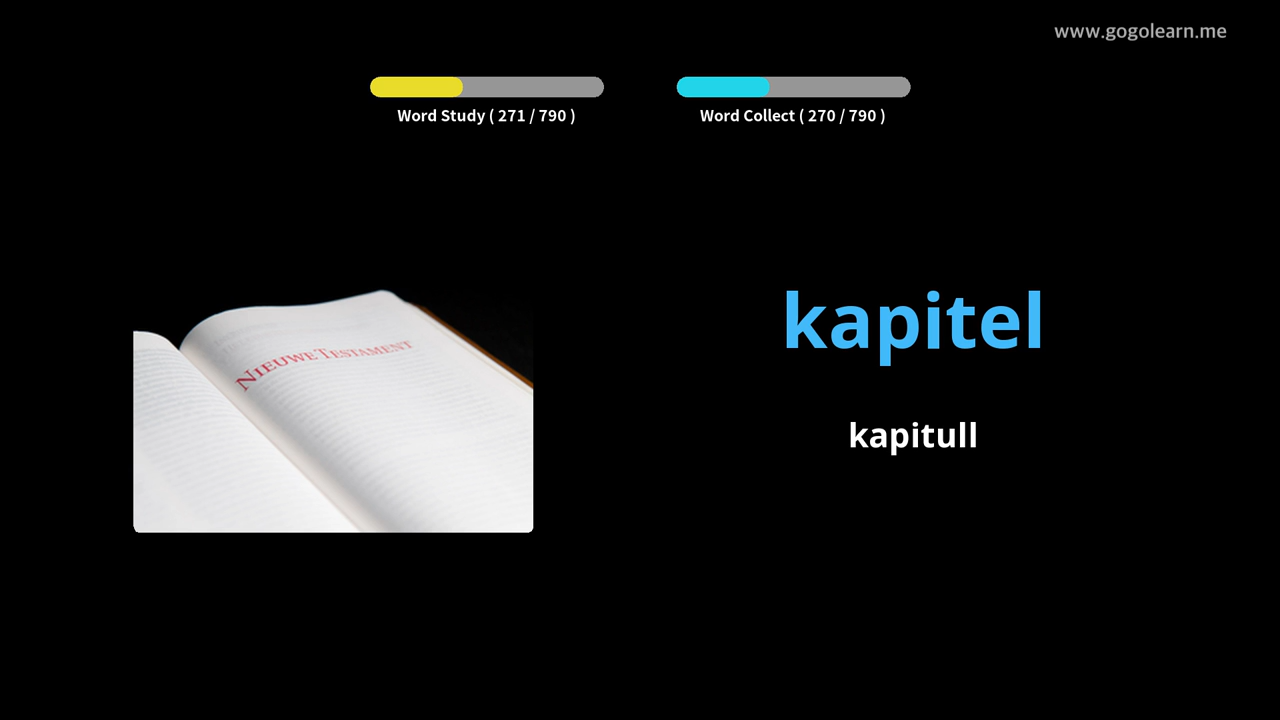 www.gogolearn.me
Word Study ( 271 / 790 )
Word Collect ( 270 / 790 )
NIEUWE TESTAMENT
kapitel
kapitull